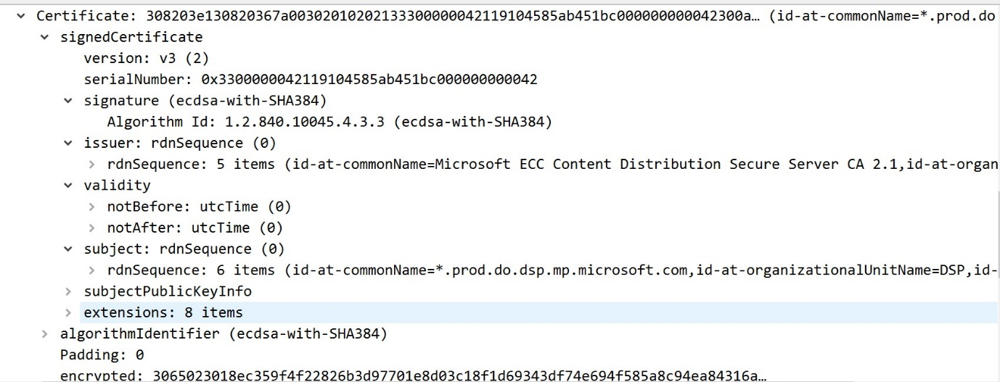 Certificate: 308203e130820367a00302010202133300000042119104585ab451bc000000000042300a… (id-at-commonName=*.prod.do
signedCertificate
version: v3 (2)
serialNumber: 0x3300000042119104585ab451bc000000000042
signature (ecdsa-with-SHA384)
Algorithm Id: 1.2.840.10045.4.3.3 (ecdsa-with-SHA384)
issuer: rdnSequence (0)
rdnSequence: 5 items (id-at-commonName=Microsoft ECC Content Distribution Secure Server CA 2.1,id-at-organ
validity
notBefore: utcTime (0)
notAfter: utcTime (0)
subject: rdnSequence (0)
rdnSequence: 6 items (id-at-commonName=*.prod.do.dsp.mp.microsoft.com,id-at-organizationalUnitName=DSP,id-
subjectPublicKeyInfo
extensions: 8 items
algorithmIdentifier (ecdsa-with-SHA384)
Padding: 0
encrypted: 3065023018ec359f4f22826b3d97701e8d03c18f1d69343df74e694f585a8c94ea84316a…